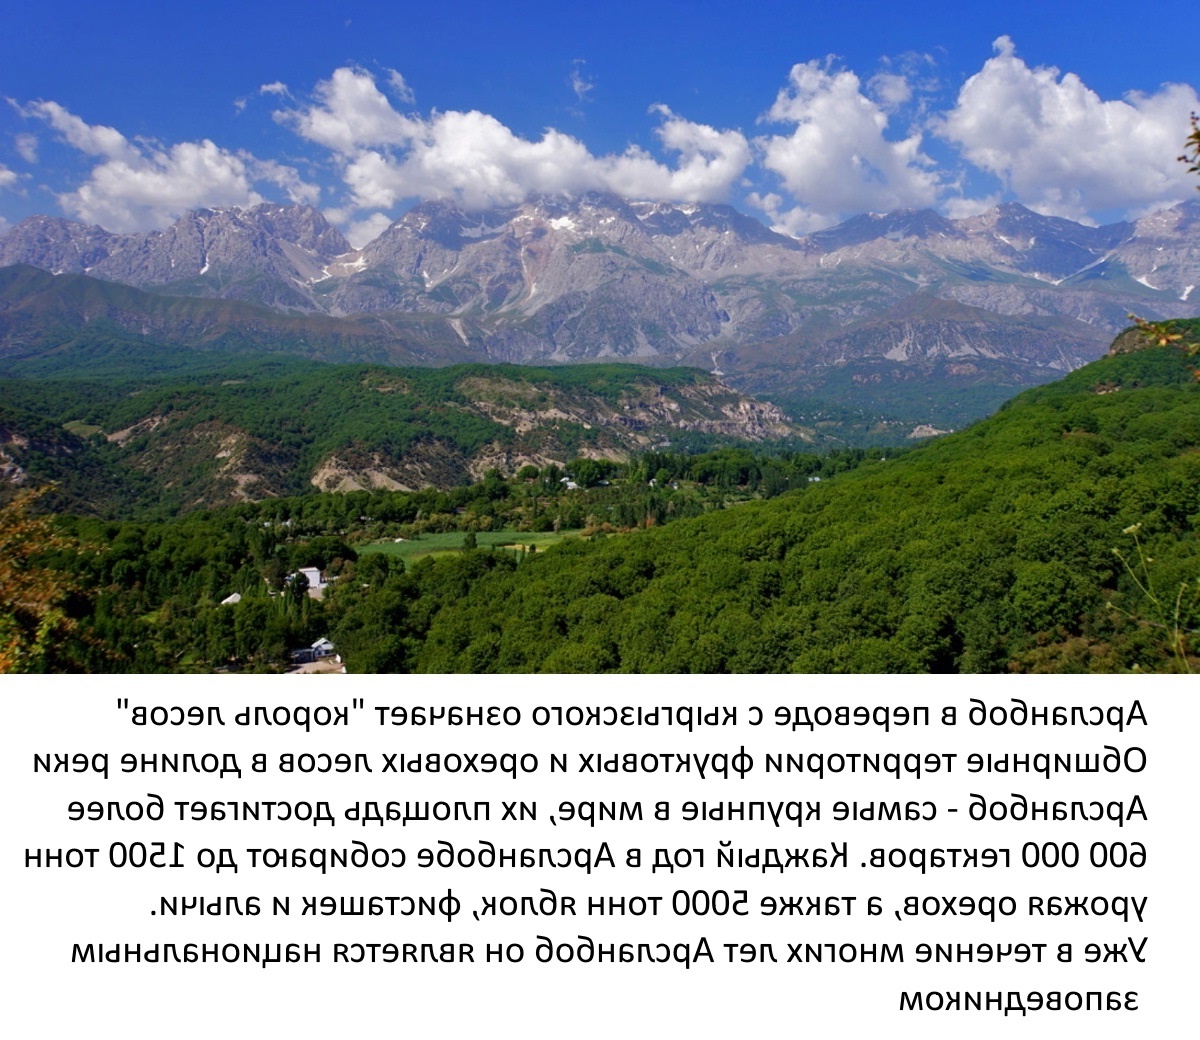 Арсланбоб в переводе с кыргызского означает "король лесов"
Обширные территории фруктовых и ореховых лесов в долине реки
Арсланбоб - самые крупные в мире, их площадь достигает более
600 000 гектаров. Каждый год в Арсланбобе собирают до 1500 тонн
урожая орехов, а также 5000 тонн яблок, фисташек и алычи.
Уже в течение многих лет Арсланбоб он является национальным
заповедником